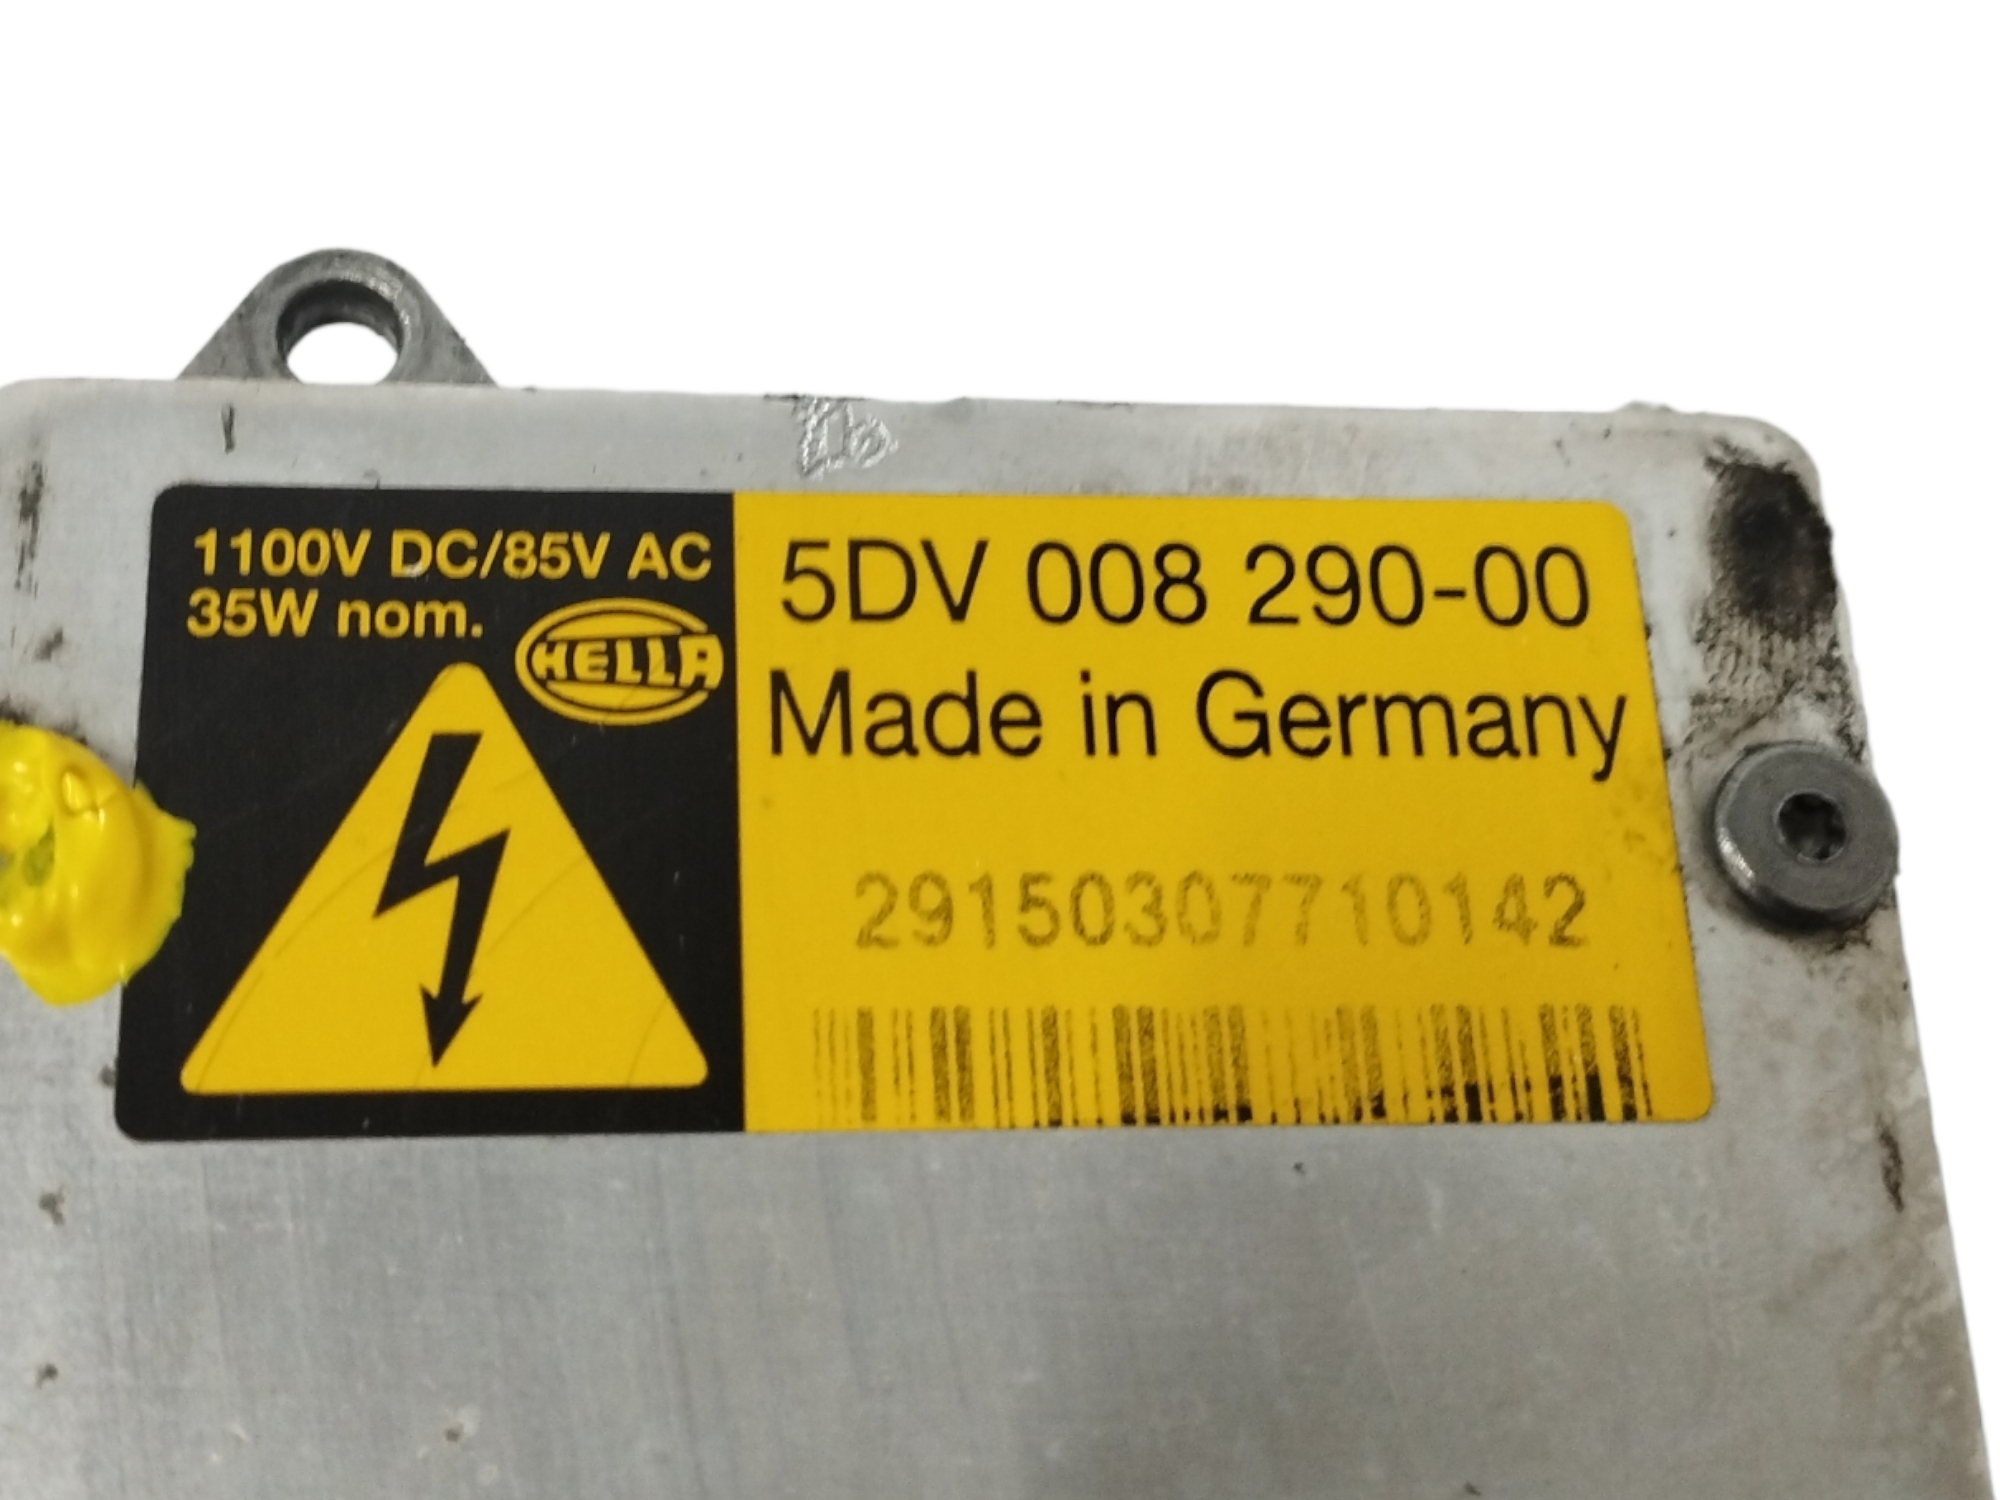 1100V DC/85V AC
35W nom.
HELLA
5DV 008 290-00
Made in Germany
29150307710142